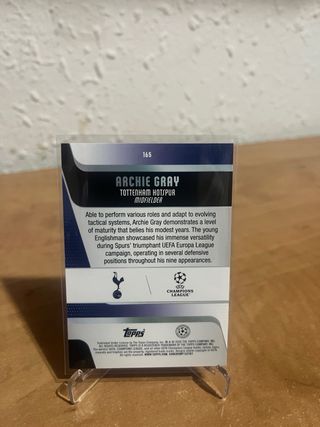 165
ARCHIE GRAY
TOTTENHAM HOTSPUR
MIDFIELDER
Able to perform various roles and adapt to evolving
tactical systems, Archie Gray demonstrates a level
of maturity that belies his modest years. The young
Englishman showcased his immense versatility
during Spurs' triumphant UEFA Europa League
campaign, operating in several defensive
positions throughout his nine appearances.
UEFA
CHAMPIONS
LEAGUE
Topps